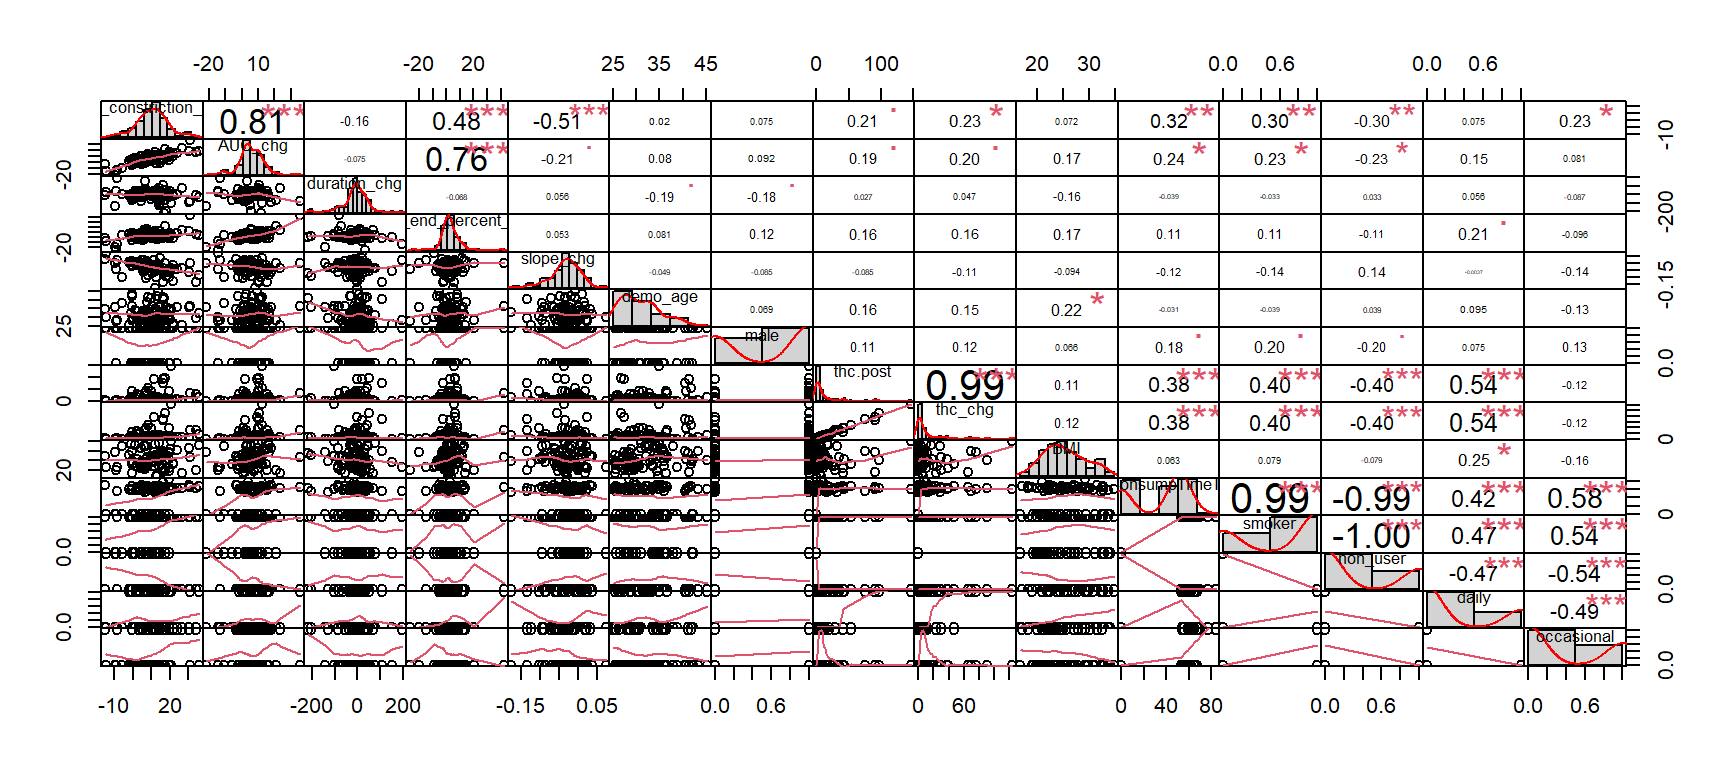 -20 10 -20 20 25 35 45 0 100 20 30 0.0 0.6 0.0 0.6
_constriction_ 0.81 *** -0.16 0.48 *** -0.51 *** 0.02 0.075 0.21 . 0.23 * 0.072 0.32 ** 0.30 ** -0.30 ** 0.075 0.23 * -10
-20 AUC_chg -0.075 0.76 *** -0.21 . 0.08 0.092 0.19 . 0.20 . 0.17 0.24 * 0.23 * -0.23 * 0.15 0.081
duration_chg -0.068 0.056 -0.19 . -0.18 . 0.027 0.047 -0.16 -0.039 -0.033 0.033 0.056 -0.087 -200
-20 _end_percent_ 0.053 0.081 0.12 0.16 0.16 0.17 0.11 0.11 -0.11 0.21 . -0.096
slope_chg -0.049 -0.085 -0.085 -0.11 -0.094 -0.12 -0.14 0.14 -0.0037 -0.14 -0.15
25 demo_age 0.069 0.16 0.15 0.22 * -0.031 -0.039 0.039 0.095 -0.13
male 0.11 0.12 0.066 0.18 . 0.20 . -0.20 . 0.075 0.13 0.0
0 thc.post 0.99 *** 0.11 0.38 *** 0.40 *** -0.40 *** 0.54 *** -0.12
thc_chg 0.12 0.38 *** 0.40 *** -0.40 *** 0.54 *** -0.12 0
20 BMI 0.063 0.079 -0.079 0.25 * -0.16
0.99 *** -0.99 *** 0.42 *** 0.58 *** 0
0.0 smoker -1.00 *** 0.47 *** 0.54 ***
non_user -0.47 *** -0.54 *** 0.0
0.0 daily -0.49 ***
occasional 0.0
-10 20 -200 0 200 -0.15 0.05 0.0 0.6 0 60 0 40 80 0.0 0.6 0.0 0.6